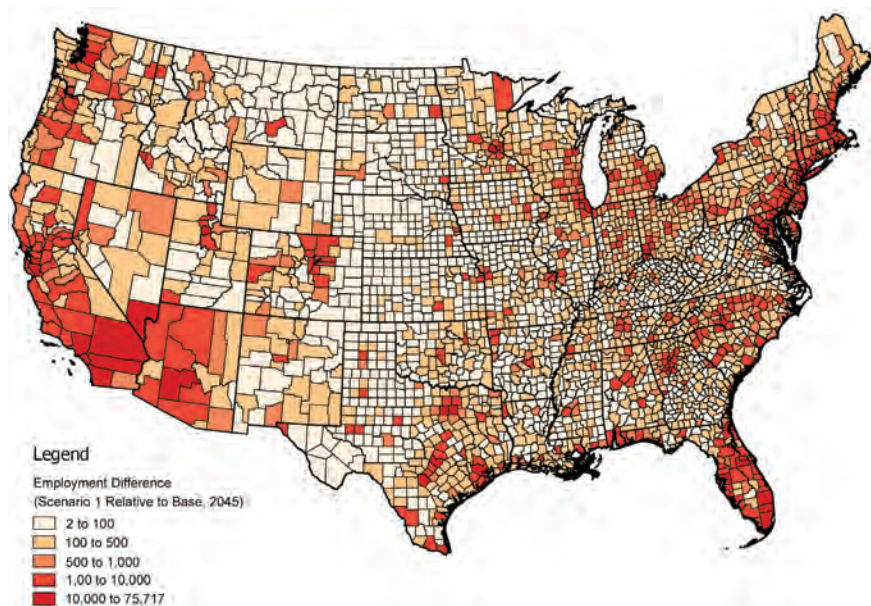 Legend
Employment Difference
(Scenario 1 Relative to Base, 2045)
2 to 100
100 to 500
500 to 1,000
1,00 to 10,000
10,000 to 75,717